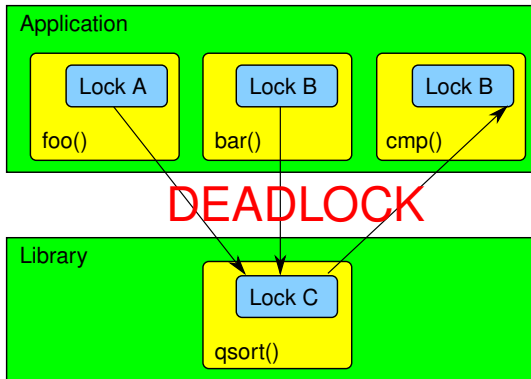 Application
Lock A
Lock B
Lock B
foo()
bar()
cmp()
DEADLOCK
Library
Lock C
qsort()